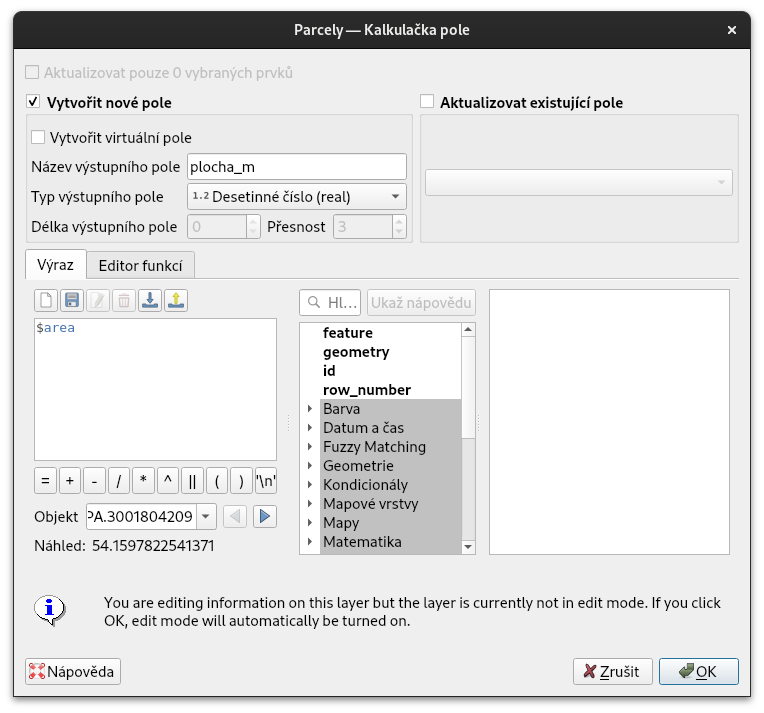 Parcely — Kalkulačka pole
Aktualizovat pouze 0 vybraných prvků
Vytvořit nové pole
Aktualizovat existující pole
Vytvořit virtuální pole
Název výstupního pole plocha_m
Typ výstupního pole 1.2 Desetinné číslo (real)
Délka výstupního pole 0 Přesnost 3
Výraz Editor funkcí
Hl… Ukaž nápovědu
$area
feature
geometry
id
row_number
Barva
Datum a čas
Fuzzy Matching
Geometrie
Kondicionály
Mapové vrstvy
Mapy
Matematika
= + - / * ^ || ( ) '\n'
Objekt PA.3001804209
Náhled: 54.1597822541371
You are editing information on this layer but the layer is currently not in edit mode. If you click
OK, edit mode will automatically be turned on.
Nápověda Zrušit OK